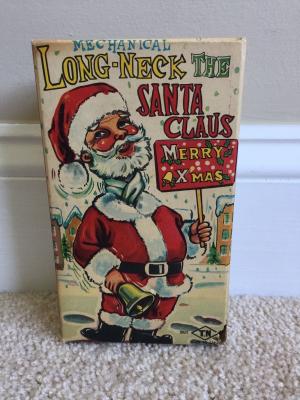 MECHANICAL
LONG-NECK THE
SANTA
CLAUS
MERRY
X'MAS
TN